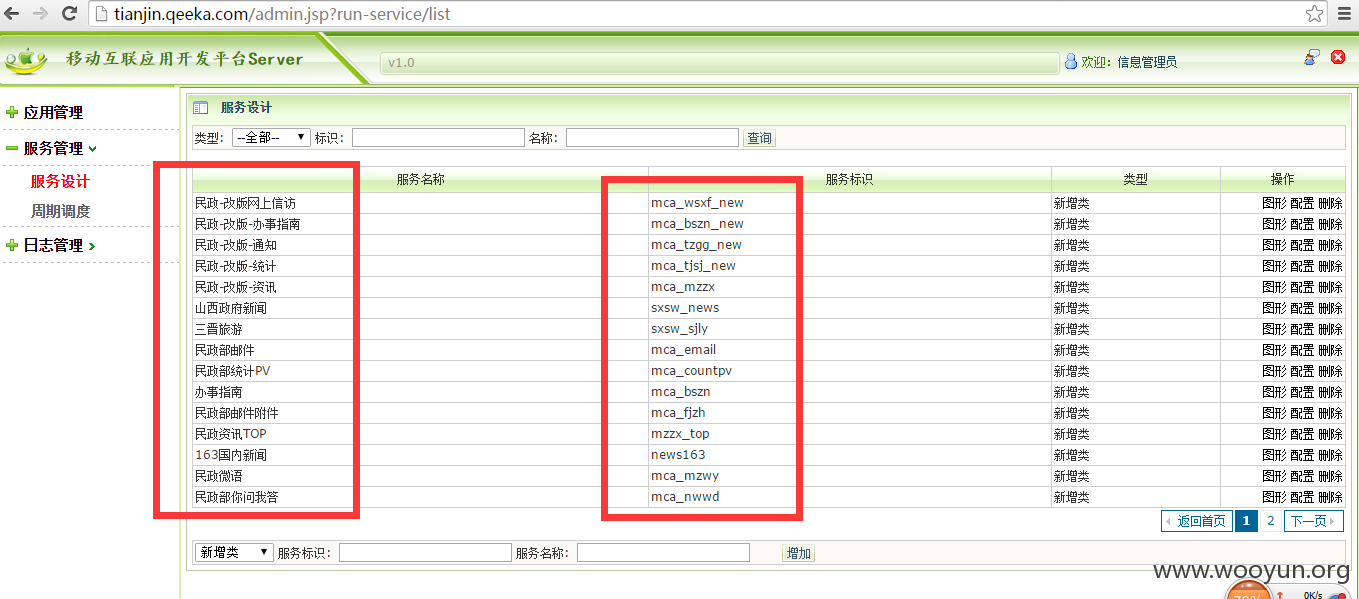 tianjin.qeeka.com/admin.jsp?run-service/list
移动互联应用开发平台Server
v1.0
欢迎: 信息管理员
应用管理
服务管理
服务设计
周期调度
日志管理
服务设计
类型: --全部-- 标识: 名称: 查询
服务名称 服务标识 类型 操作
民政-改版网上信访 mca_wsxf_new 新增类 图形 配置 删除
民政-改版-办事指南 mca_bszn_new 新增类 图形 配置 删除
民政-改版-通知 mca_tzgg_new 新增类 图形 配置 删除
民政-改版-统计 mca_tjsj_new 新增类 图形 配置 删除
民政-改版-资讯 mca_mzzx 新增类 图形 配置 删除
山西政府新闻 sxsw_news 新增类 图形 配置 删除
三晋旅游 sxsw_sjly 新增类 图形 配置 删除
民政部邮件 mca_email 新增类 图形 配置 删除
民政部统计PV mca_countpv 新增类 图形 配置 删除
办事指南 mca_bszn 新增类 图形 配置 删除
民政部邮件附件 mca_fjzh 新增类 图形 配置 删除
民政资讯TOP mzzx_top 新增类 图形 配置 删除
163国内新闻 news163 新增类 图形 配置 删除
民政微语 mca_mzwy 新增类 图形 配置 删除
民政部你问我答 mca_nwwd 新增类 图形 配置 删除
返回首页 1 2 下一页
新增类 服务标识: 服务名称: 增加
www.wooyun.org
0K/s